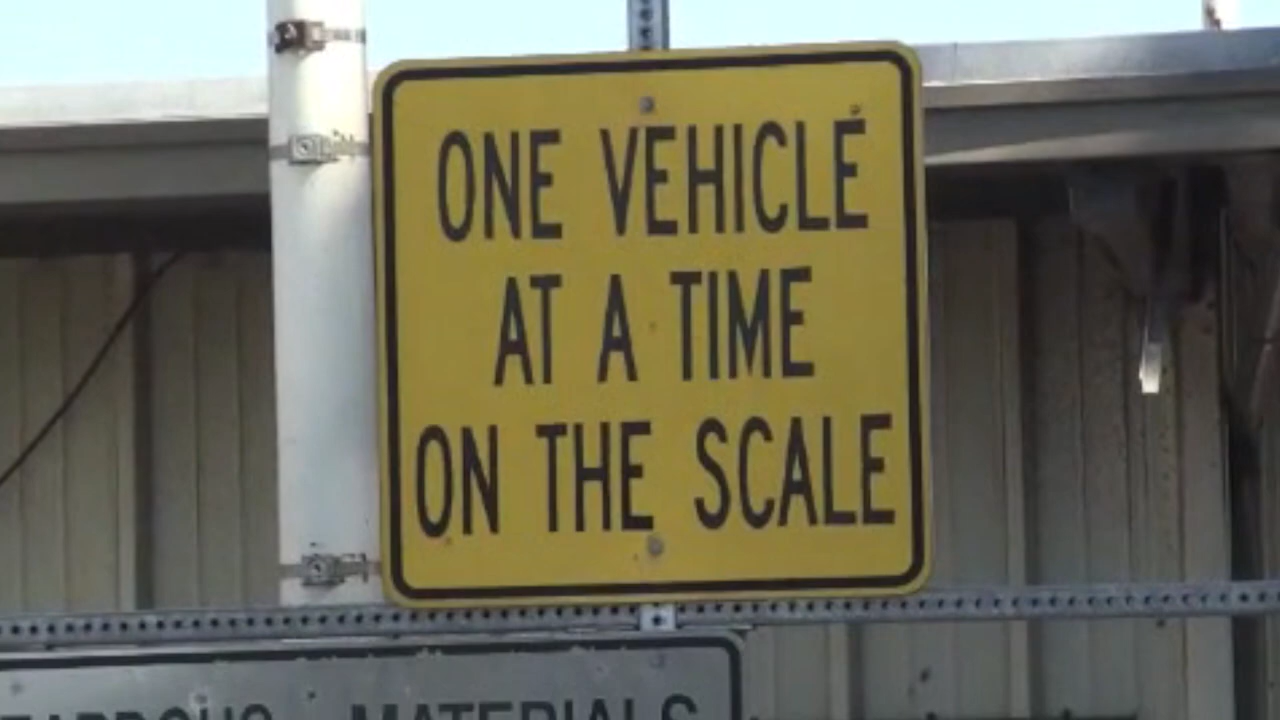 ONE VEHICLE
AT A TIME
ON THE SCALE
MATERIALS